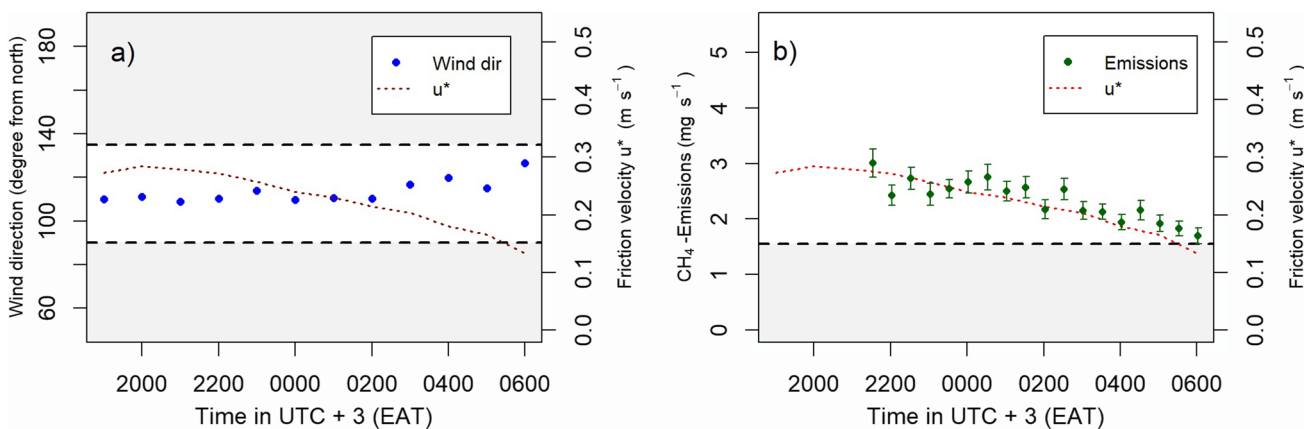 a)
Wind dir
u*
Wind direction (degree from north)
60
100
140
180
Friction velocity u* (m s⁻¹)
0.0
0.1
0.2
0.3
0.4
0.5
2000
2200
0000
0200
0400
0600
Time in UTC + 3 (EAT)
b)
Emissions
u*
CH₄ -Emissions (mg s⁻¹)
0
1
2
3
4
5
Friction velocity u* (m s⁻¹)
0.0
0.1
0.2
0.3
0.4
0.5
2000
2200
0000
0200
0400
0600
Time in UTC + 3 (EAT)